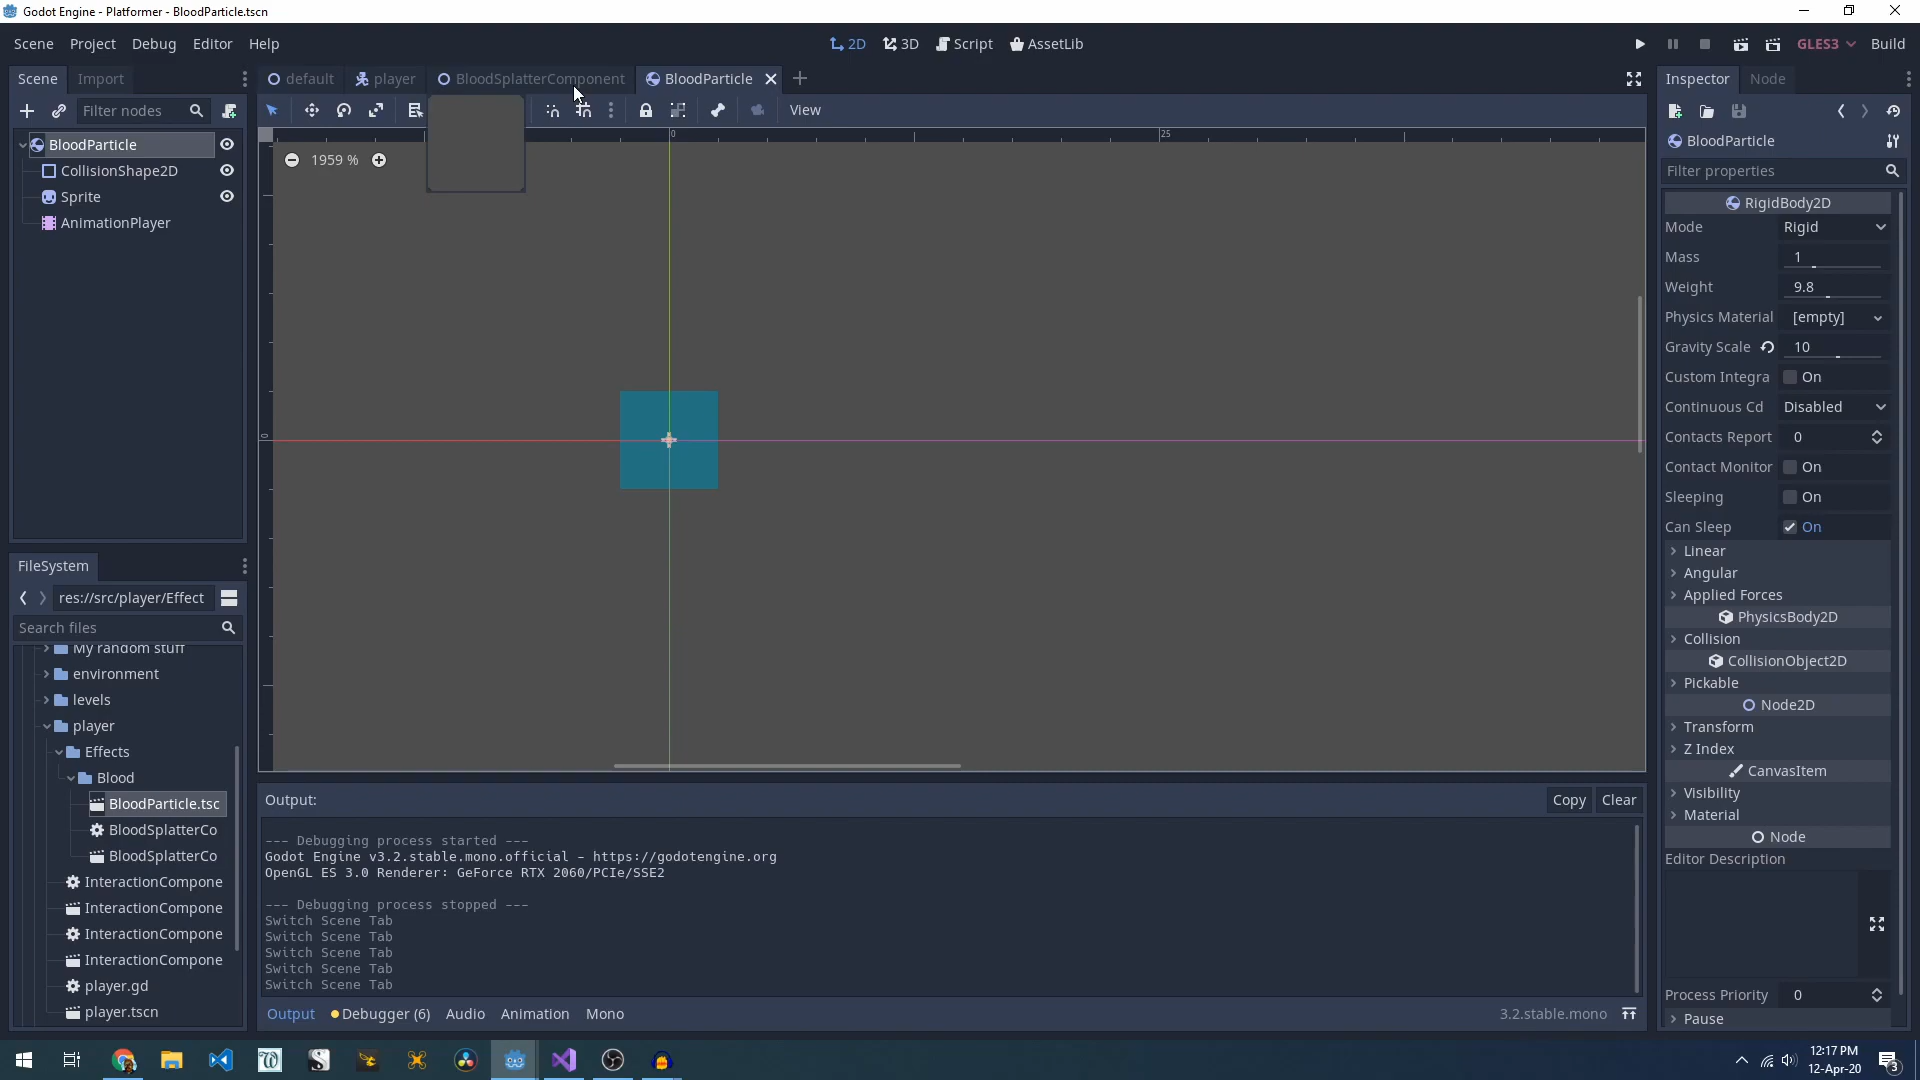 Godot Engine - Platformer - BloodParticle.tscn
Scene Project Debug Editor Help
2D 3D Script AssetLib
GLES3 Build
Scene Import
default player BloodSplatterComponent BloodParticle
Inspector Node
Filter nodes
View
BloodParticle
CollisionShape2D
Sprite
AnimationPlayer
0
25
0
1959 %
FileSystem
res://src/player/Effect
Search files
My random stuff
environment
levels
player
Effects
Blood
BloodParticle.tsc
BloodSplatterCo
BloodSplatterCo
InteractionCompone
InteractionCompone
InteractionCompone
InteractionCompone
player.gd
player.tscn
Output:
Copy Clear
--- Debugging process started ---
Godot Engine v3.2.stable.mono.official - https://godotengine.org
OpenGL ES 3.0 Renderer: GeForce RTX 2060/PCIe/SSE2
--- Debugging process stopped ---
Switch Scene Tab
Switch Scene Tab
Switch Scene Tab
Switch Scene Tab
Switch Scene Tab
Output Debugger (6) Audio Animation Mono
3.2.stable.mono
BloodParticle
Filter properties
RigidBody2D
Mode Rigid
Mass 1
Weight 9.8
Physics Material [empty]
Gravity Scale 10
Custom Integra On
Continuous Cd Disabled
Contacts Report 0
Contact Monitor On
Sleeping On
Can Sleep On
Linear
Angular
Applied Forces
PhysicsBody2D
Collision
CollisionObject2D
Pickable
Node2D
Transform
Z Index
CanvasItem
Visibility
Material
Node
Editor Description
Process Priority 0
Pause
12:17 PM
12-Apr-20
3